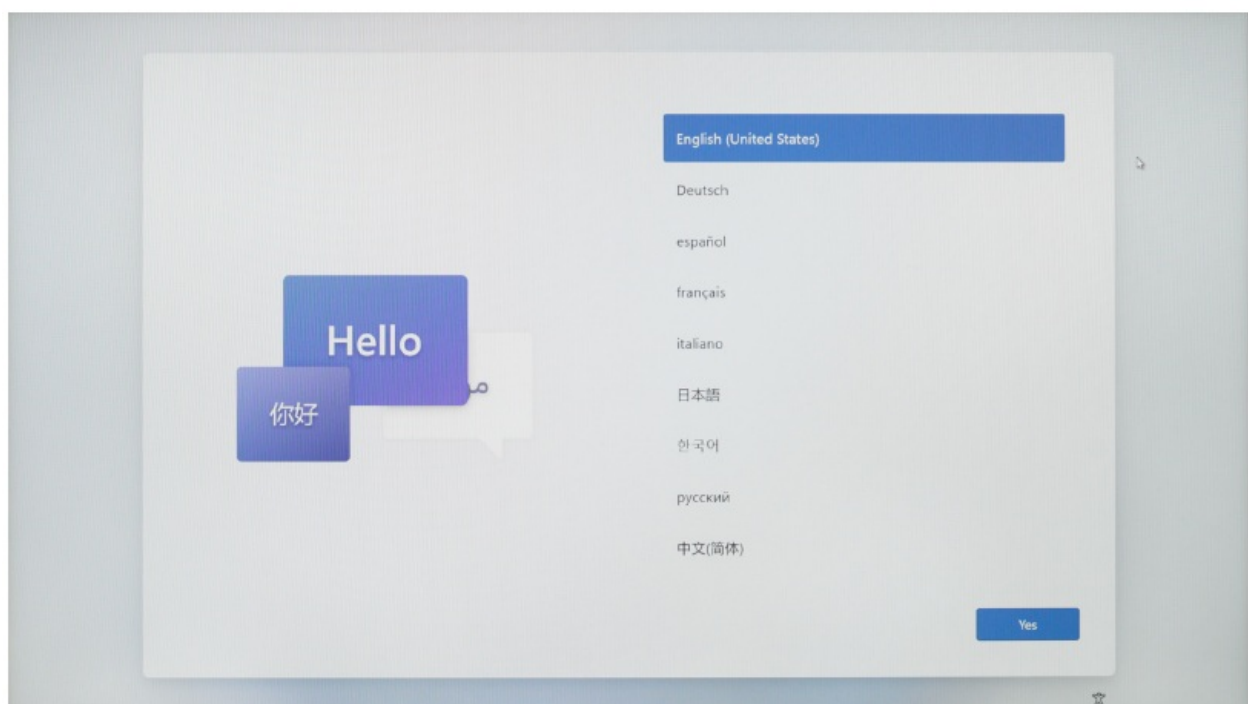 Hello
你好
English (United States)
Deutsch
español
français
italiano
日本語
한국어
русский
中文(简体)
Yes